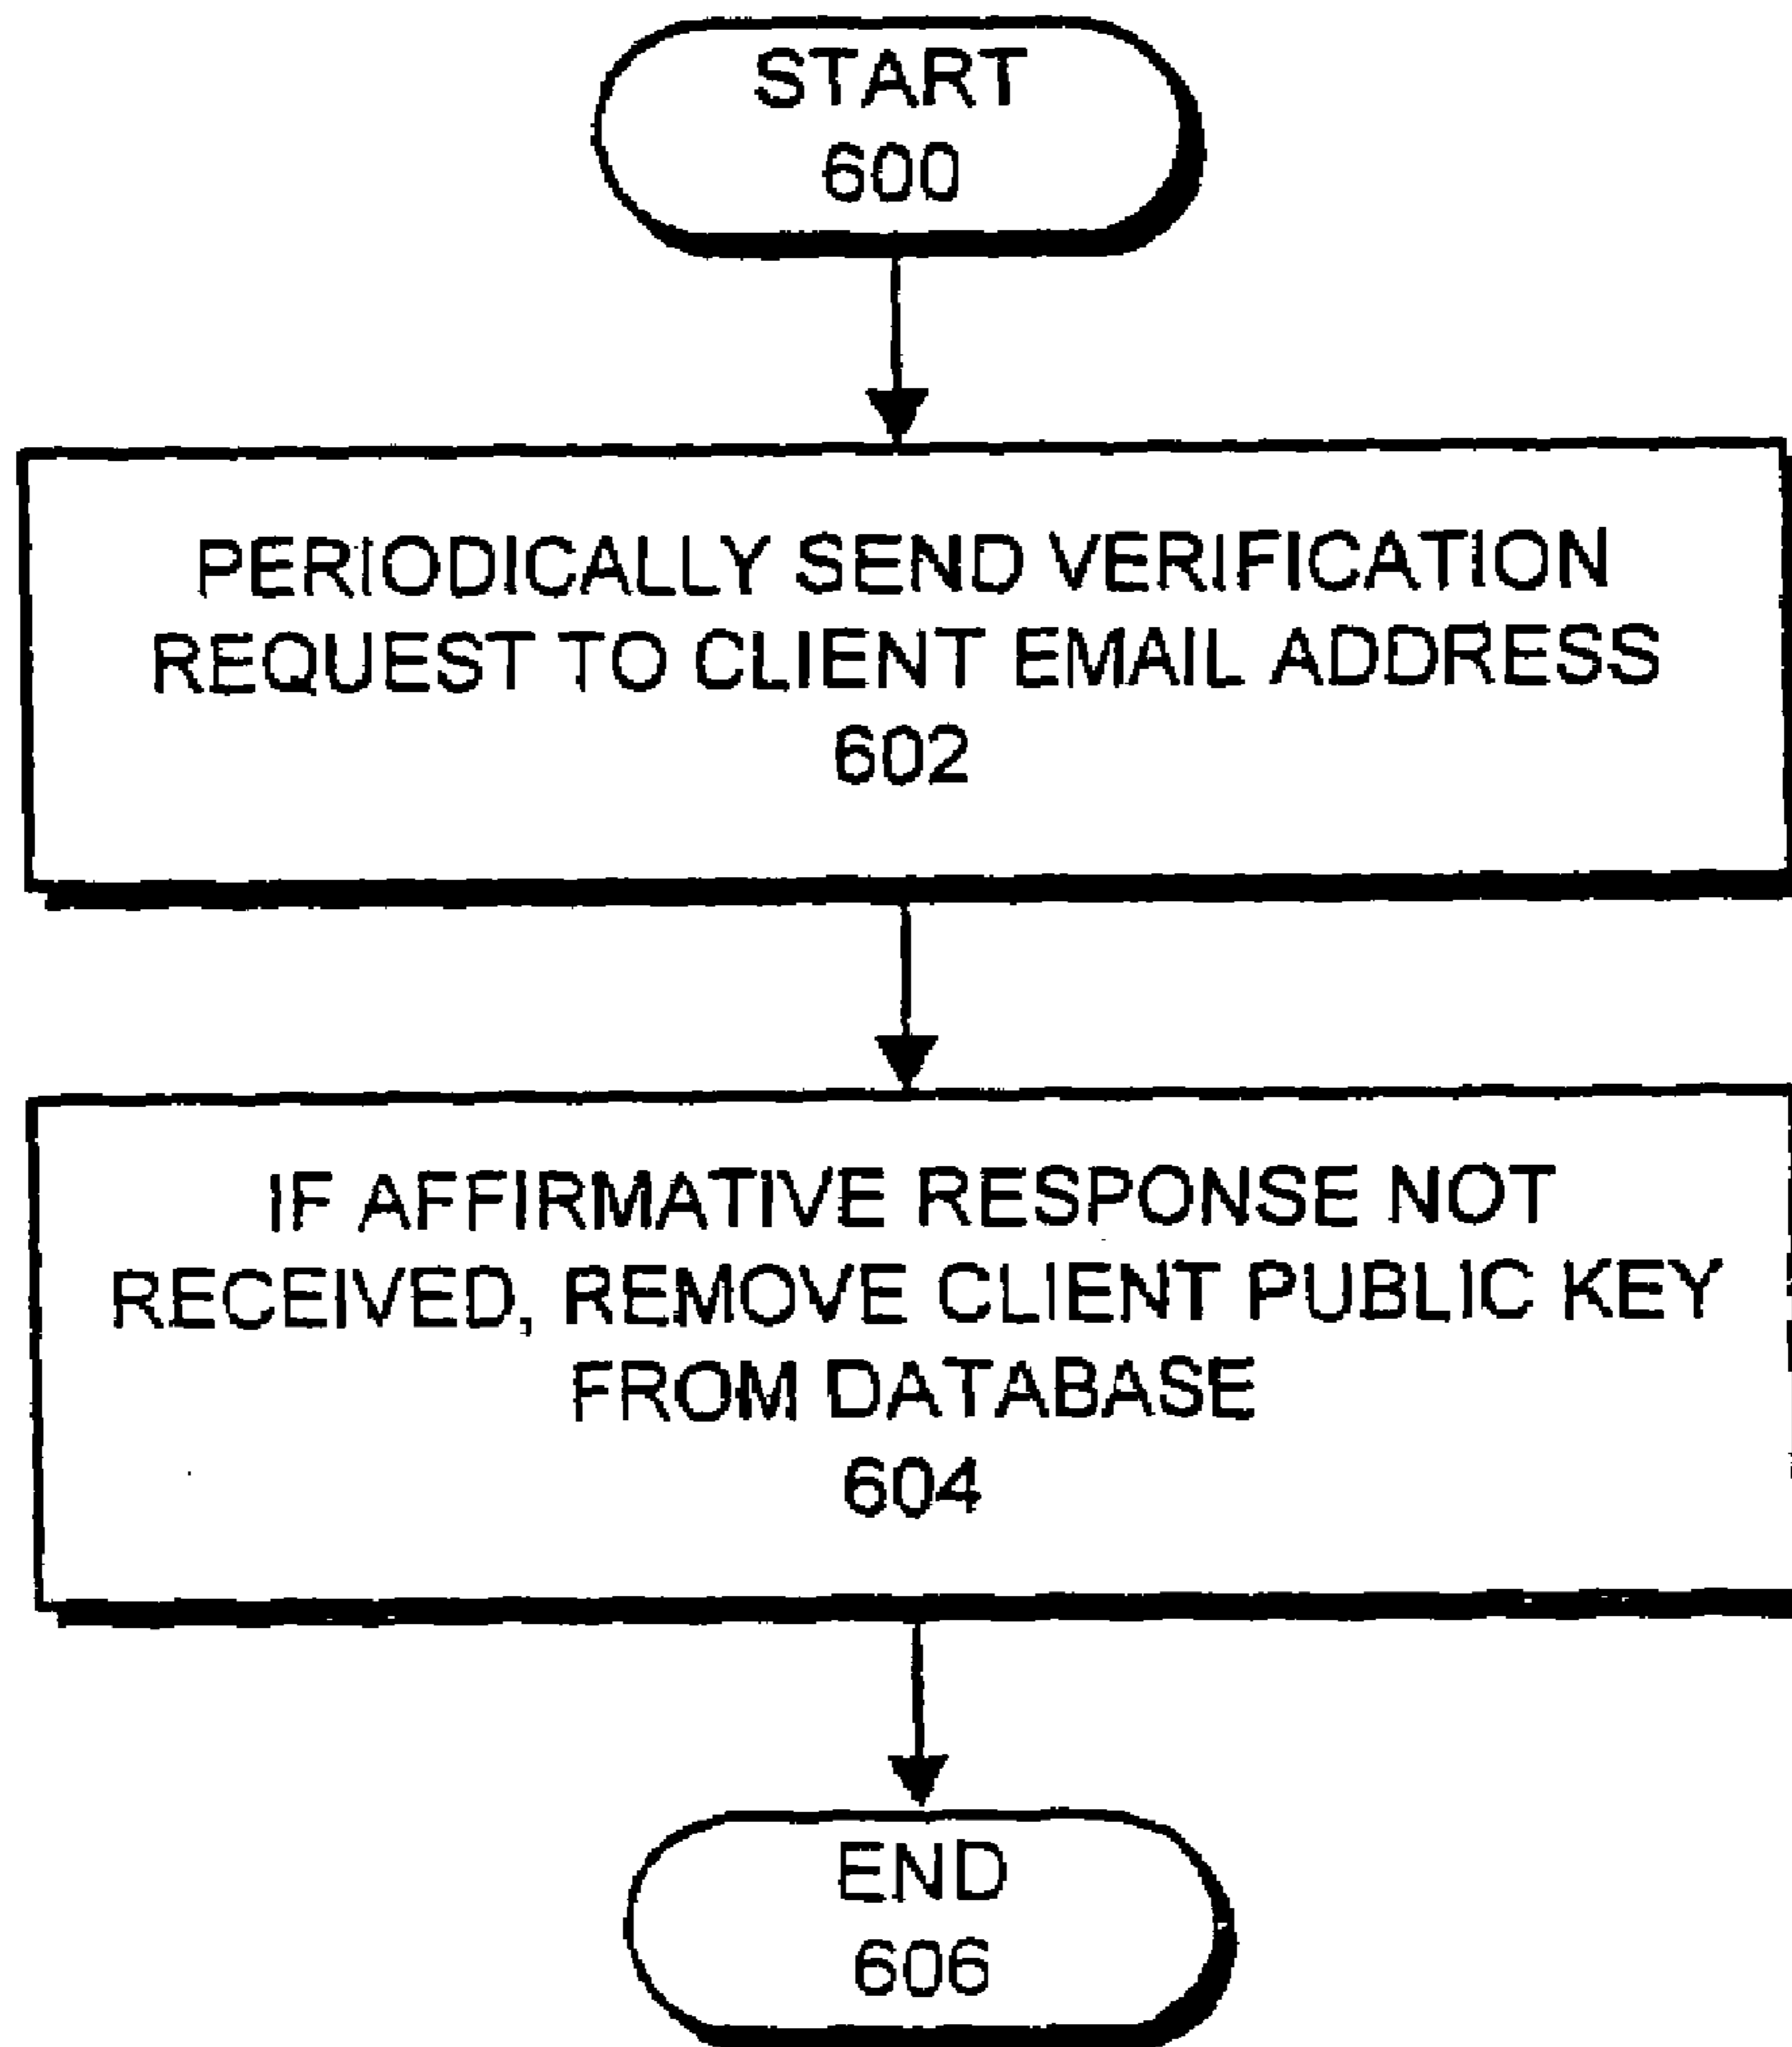 START
600
PERIODICALLY SEND VERIFICATION
REQUEST TO CLIENT EMAIL ADDRESS
602
IF AFFIRMATIVE RESPONSE NOT
RECEIVED, REMOVE CLIENT PUBLIC KEY
FROM DATABASE
604
END
606